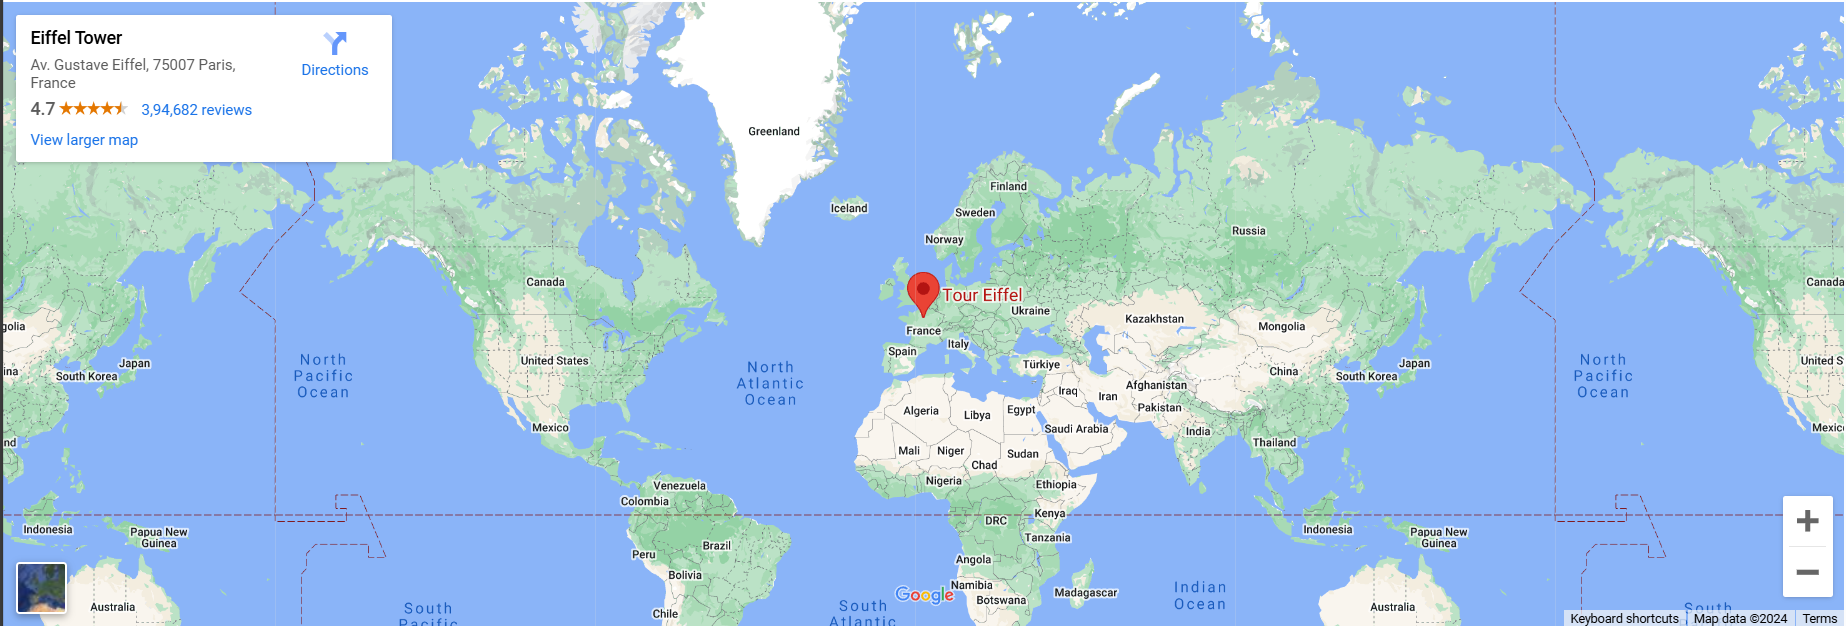 Eiffel Tower
Av. Gustave Eiffel, 75007 Paris,
France
Directions
4.7
3,94,682 reviews
View larger map
Greenland
Finland
Iceland
Sweden
Norway
Russia
Canada
Canada
Tour Eiffel
Ukraine
Kazakhstan
Mongolia
golia
France
Italy
Spain
Türkiye
United States
United S
Japan
South Korea
ina
China
Japan
South Korea
North
Pacific
Ocean
North
Atlantic
Ocean
North
Pacific
Ocean
Afghanistan
Iraq
Iran
Pakistan
Algeria
Libya
Egypt
Saudi Arabia
India
Mexico
Mexic
nd
Thailand
Mali
Niger
Chad
Sudan
Nigeria
Ethiopia
Venezuela
Colombia
DRC
Kenya
Indonesia
Papua New
Guinea
Indonesia
Papua New
Guinea
Tanzania
Brazil
Peru
Angola
Bolivia
Namibia
Botswana
Madagascar
Indian
Ocean
Google
Australia
Australia
Chile
South
Pacific
South
Atlantic
South
Keyboard shortcuts
Map data ©2024
Terms